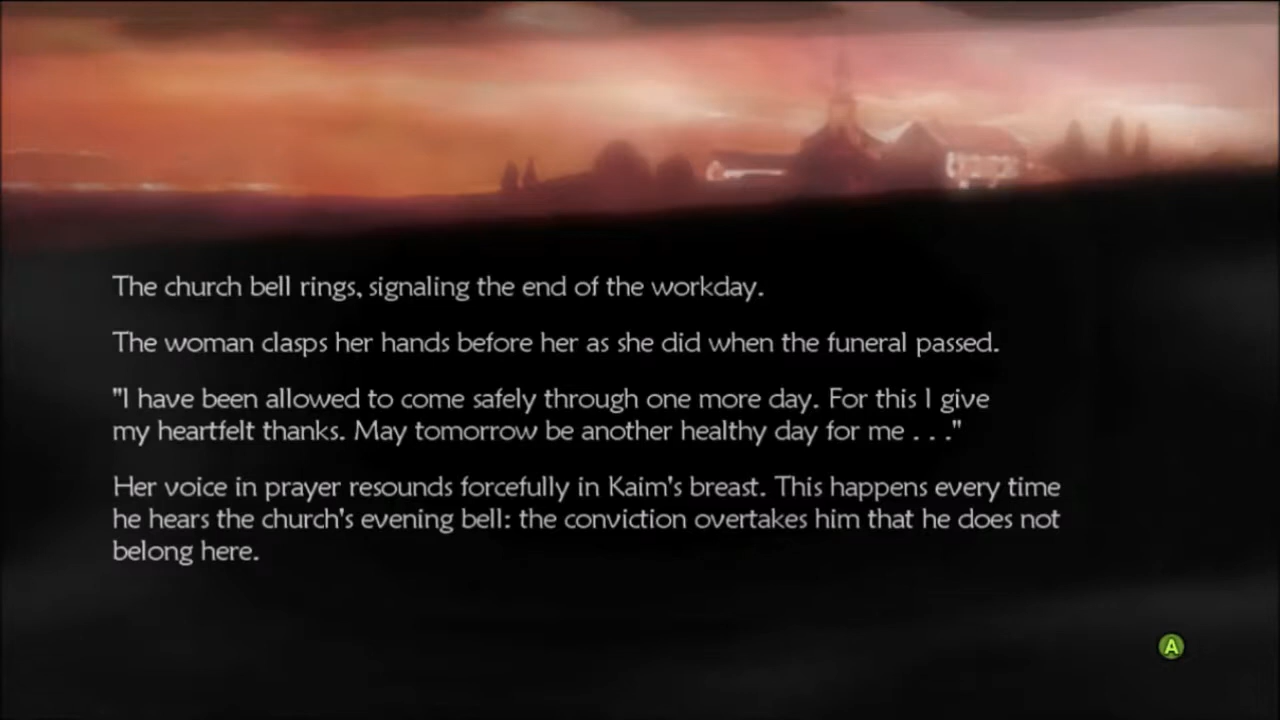 The church bell rings, signaling the end of the workday.
The woman clasps her hands before her as she did when the funeral passed.
"I have been allowed to come safely through one more day. For this I give
my heartfelt thanks. May tomorrow be another healthy day for me . . ."
Her voice in prayer resounds forcefully in Kaim's breast. This happens every time
he hears the church's evening bell: the conviction overtakes him that he does not
belong here.
A